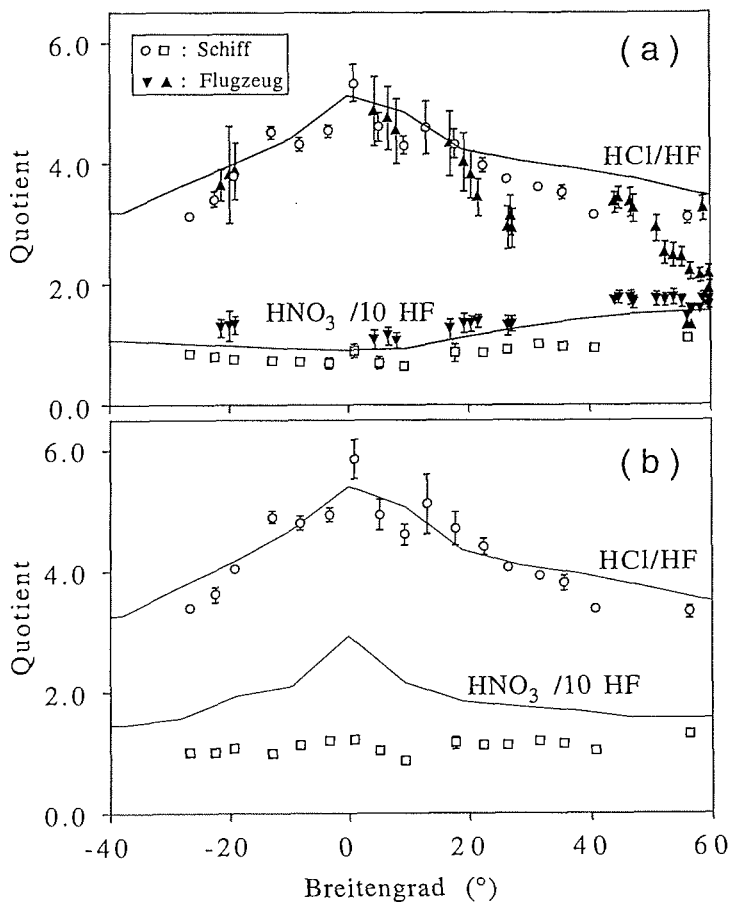 6.0
○ □ : Schiff
▼ ▲ : Flugzeug
(a)
4.0
HCl/HF
Quotient
2.0
HNO3 /10 HF
0.0
6.0
(b)
4.0
HCl/HF
Quotient
HNO3 /10 HF
2.0
0.0
-40 -20 0 20 40 60
Breitengrad (°)